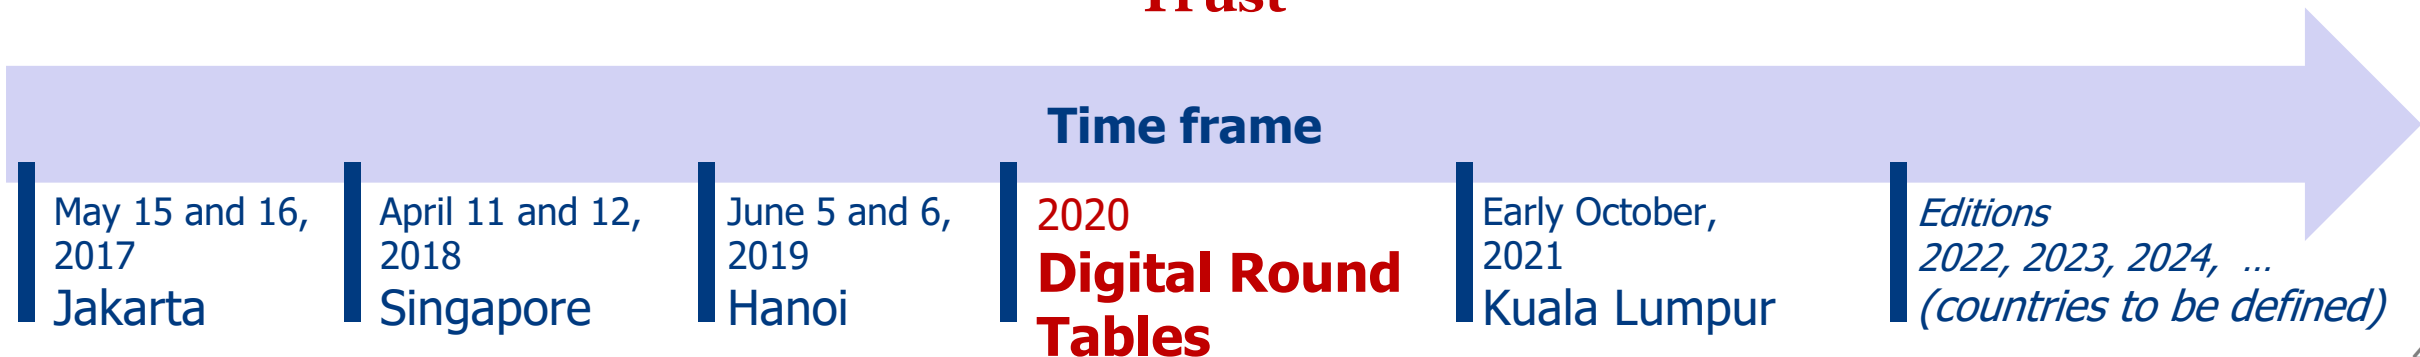 Trust
Time frame
May 15 and 16,
2017
Jakarta
April 11 and 12,
2018
Singapore
June 5 and 6,
2019
Hanoi
2020
Digital Round
Tables
Early October,
2021
Kuala Lumpur
Editions
2022, 2023, 2024, ...
(countries to be defined)